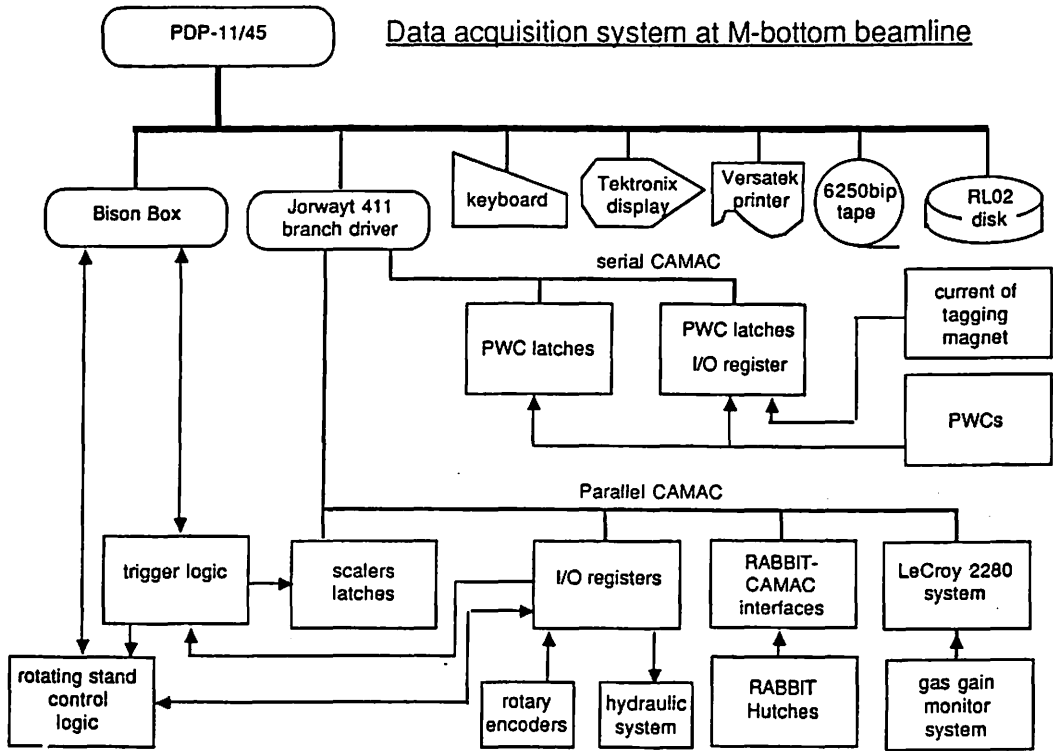 PDP-11/45
Data acquisition system at M-bottom beamline
Bison Box
Jorwayt 411
branch driver
keyboard
Tektronix
display
Versatek
printer
6250bip
tape
RL02
disk
serial CAMAC
PWC latches
PWC latches
I/O register
current of
tagging
magnet
PWCs
Parallel CAMAC
trigger logic
scalers
latches
I/O registers
RABBIT-
CAMAC
interfaces
LeCroy 2280
system
rotating stand
control
logic
rotary
encoders
hydraulic
system
RABBIT
Hutches
gas gain
monitor
system